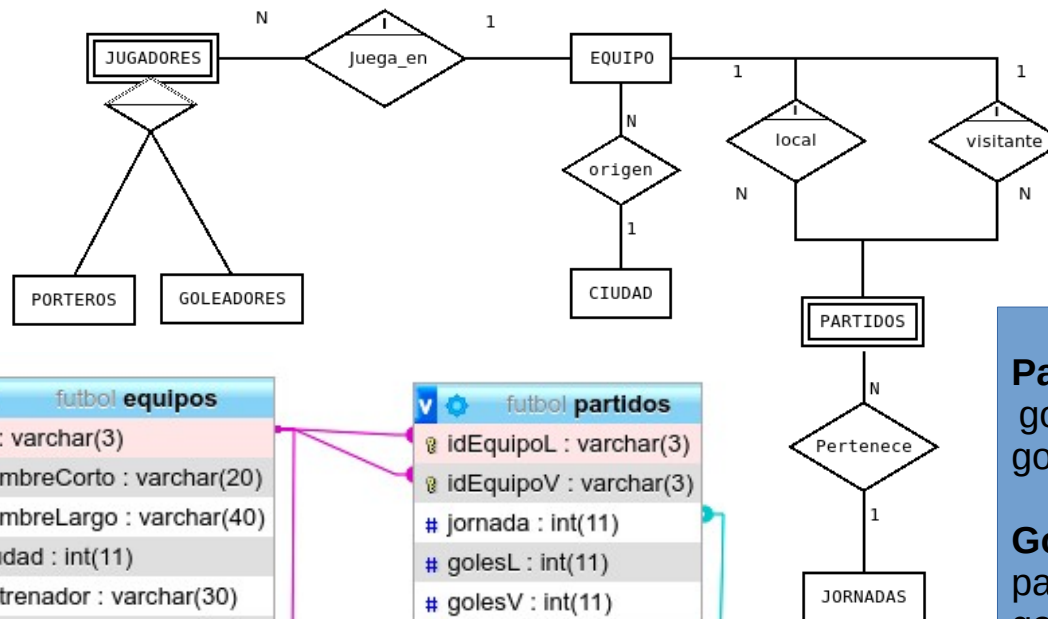 N
1
I
JUGADORES
Juega_en
EQUIPO
1
1
I
I
local
visitante
N
origen
N
N
1
PORTEROS
GOLEADORES
CIUDAD
PARTIDOS
N
Pertenece
1
JORNADAS
futbol equipos
: varchar(3)
mbreCorto : varchar(20)
mbreLargo : varchar(40)
udad : int(11)
trenador : varchar(30)
v futbol partidos
idEquipoL : varchar(3)
idEquipoV : varchar(3)
# jornada : int(11)
# golesL : int(11)
# golesV : int(11)
Pa
go
go
Go
pa